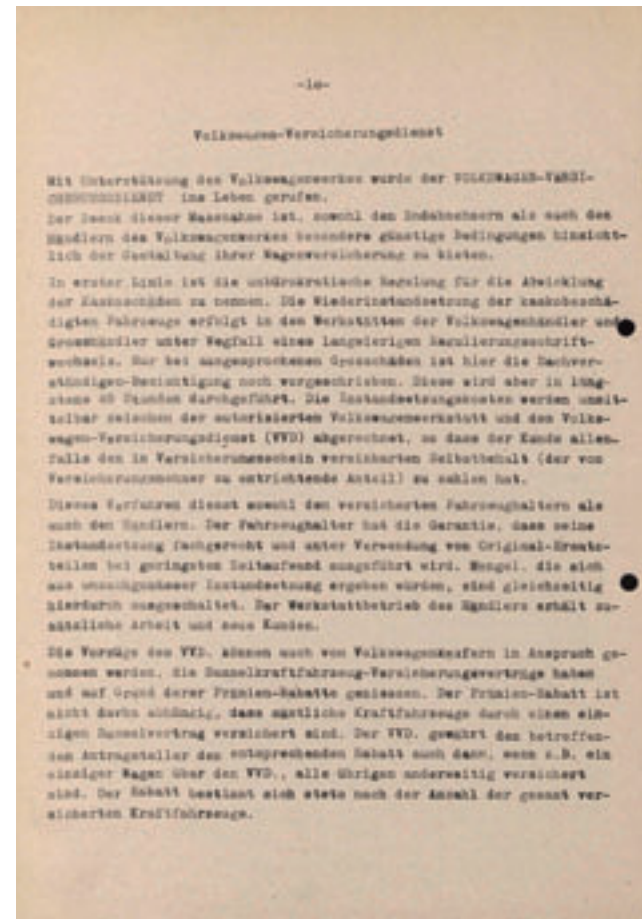 -10-
Volkswagen-Versicherungsdienst
Mit Unterstützung des Volkswagenwerkes wurde der VOLKSWAGEN-VERSI-
CHERUNGSDIENST ins Leben gerufen.
Der Zweck dieser Massnahme ist, sowohl den Endabnehmern als auch den
Händlern des Volkswagenwerkes besonders günstige Bedingungen hinsicht-
lich der Gestaltung ihrer Wagenversicherung zu bieten.
In erster Linie ist die unbürokratische Regelung für die Abwicklung
der Kaskoschäden zu nennen. Die Wiederinstandsetzung der kaskobeschä-
digten Fahrzeuge erfolgt in den Werkstätten der Volkswagenhändler und
Grosshändler unter Wegfall eines langwierigen Regulierungsschrift-
wechsels. Nur bei ausgesprochenen Grosschäden ist hier die Sachver-
ständigen-Besichtigung noch vorgeschrieben. Diese wird aber in läng-
stens 48 Stunden durchgeführt. Die Instandsetzungskosten werden unmit-
telbar zwischen der autorisierten Volkswagenwerkstatt und dem Volks-
wagen-Versicherungsdienst (VVD) abgerechnet, so dass der Kunde allen-
falls den in Versicherungsschein vereinbarten Selbstbehalt (der vom
Versicherungsnehmer zu entrichtende Anteil) zu zahlen hat.
Dieses Verfahren dient sowohl den versicherten Fahrzeughaltern als
auch den Händlern. Der Fahrzeughalter hat die Garantie, dass seine
Instandsetzung fachgerecht und unter Verwendung von Original-Ersatz-
teilen bei geringstem Zeitaufwand ausgeführt wird. Mängel, die sich
aus unsachgemässer Instandsetzung ergeben würden, sind gleichzeitig
hierdurch ausgeschaltet. Der Werkstattbetrieb des Händlers erhält zu-
sätzliche Arbeit und neue Kunden.
Die Vorzüge des VVD. können auch von Volkswagenkäufern in Anspruch ge-
nommen werden, die Sammelkraftfahrzeug-Versicherungsverträge haben
und auf Grund derer Prämien-Rabatte geniessen. Der Prämien-Rabatt ist
nicht davon abhängig, dass sämtliche Kraftfahrzeuge durch einen ein-
zigen Sammelvertrag versichert sind. Der VVD. gewährt dem betreffen-
den Antragsteller den entsprechenden Rabatt auch dann, wenn z.B. ein
einziger Wagen über den VVD., alle übrigen anderweitig versichert
sind. Der Rabatt bestimmt sich stets nach der Anzahl der gesamt ver-
sicherten Kraftfahrzeuge.